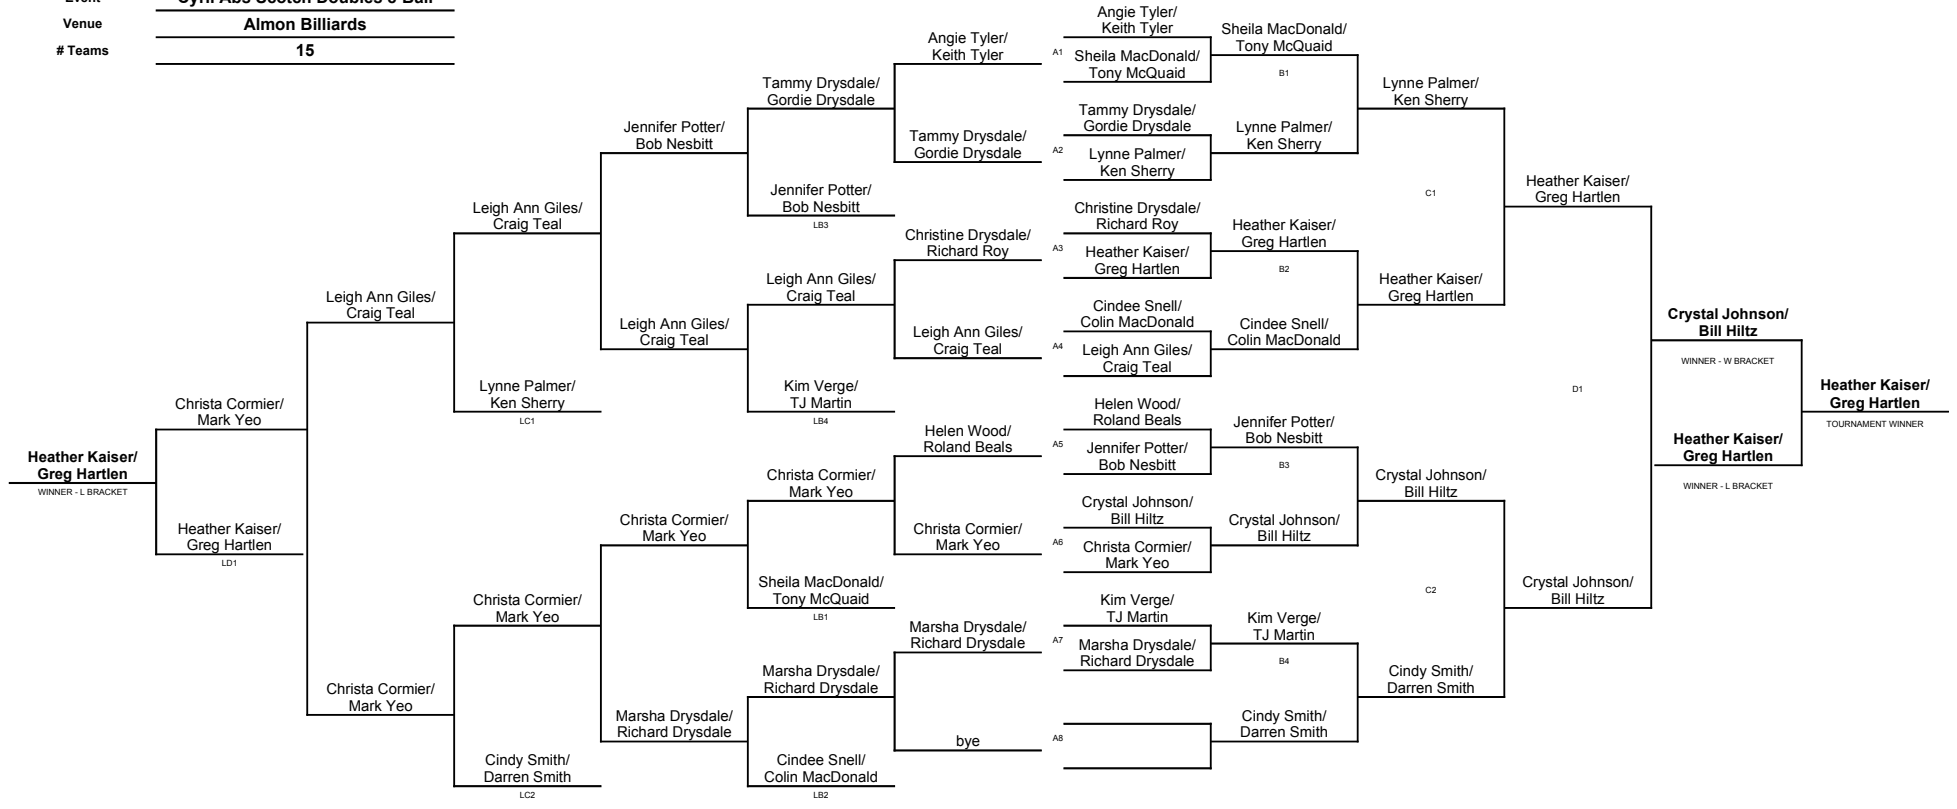 Venue
Almon Billiards
# Teams
15
Angie Tyler/
Keith Tyler
Tammy Drysdale/
Gordie Drysdale
Tammy Drysdale/
Gordie Drysdale
Jennifer Potter/
Bob Nesbitt
Jennifer Potter/
Bob Nesbitt
LB3
Leigh Ann Giles/
Craig Teal
Christine Drysdale/
Richard Roy
Leigh Ann Giles/
Craig Teal
Leigh Ann Giles/
Craig Teal
Leigh Ann Giles/
Craig Teal
Leigh Ann Giles/
Craig Teal
Kim Verge/
TJ Martin
LB4
Lynne Palmer/
Ken Sherry
LC1
Christa Cormier/
Mark Yeo
Heather Kaiser/
Greg Hartlen
WINNER - L BRACKET
Heather Kaiser/
Greg Hartlen
LD1
Helen Wood/
Roland Beals
Christa Cormier/
Mark Yeo
Christa Cormier/
Mark Yeo
Christa Cormier/
Mark Yeo
Sheila MacDonald/
Tony McQuaid
LB1
Christa Cormier/
Mark Yeo
Marsha Drysdale/
Richard Drysdale
Marsha Drysdale/
Richard Drysdale
Christa Cormier/
Mark Yeo
Marsha Drysdale/
Richard Drysdale
bye
Cindy Smith/
Darren Smith
LC2
Cindee Snell/
Colin MacDonald
LB2
Angie Tyler/
Keith Tyler
A1
Sheila MacDonald/
Tony McQuaid
Sheila MacDonald/
Tony McQuaid
B1
Tammy Drysdale/
Gordie Drysdale
A2
Lynne Palmer/
Ken Sherry
Lynne Palmer/
Ken Sherry
Lynne Palmer/
Ken Sherry
C1
Christine Drysdale/
Richard Roy
A3
Heather Kaiser/
Greg Hartlen
Heather Kaiser/
Greg Hartlen
B2
Heather Kaiser/
Greg Hartlen
Heather Kaiser/
Greg Hartlen
Cindee Snell/
Colin MacDonald
A4
Leigh Ann Giles/
Craig Teal
Cindee Snell/
Colin MacDonald
D1
Crystal Johnson/
Bill Hiltz
WINNER - W BRACKET
Heather Kaiser/
Greg Hartlen
TOURNAMENT WINNER
Heather Kaiser/
Greg Hartlen
WINNER - L BRACKET
Helen Wood/
Roland Beals
A5
Jennifer Potter/
Bob Nesbitt
Jennifer Potter/
Bob Nesbitt
B3
Crystal Johnson/
Bill Hiltz
Crystal Johnson/
Bill Hiltz
A6
Christa Cormier/
Mark Yeo
Crystal Johnson/
Bill Hiltz
C2
Crystal Johnson/
Bill Hiltz
Kim Verge/
TJ Martin
A7
Marsha Drysdale/
Richard Drysdale
Kim Verge/
TJ Martin
B4
Cindy Smith/
Darren Smith
A8
Cindy Smith/
Darren Smith